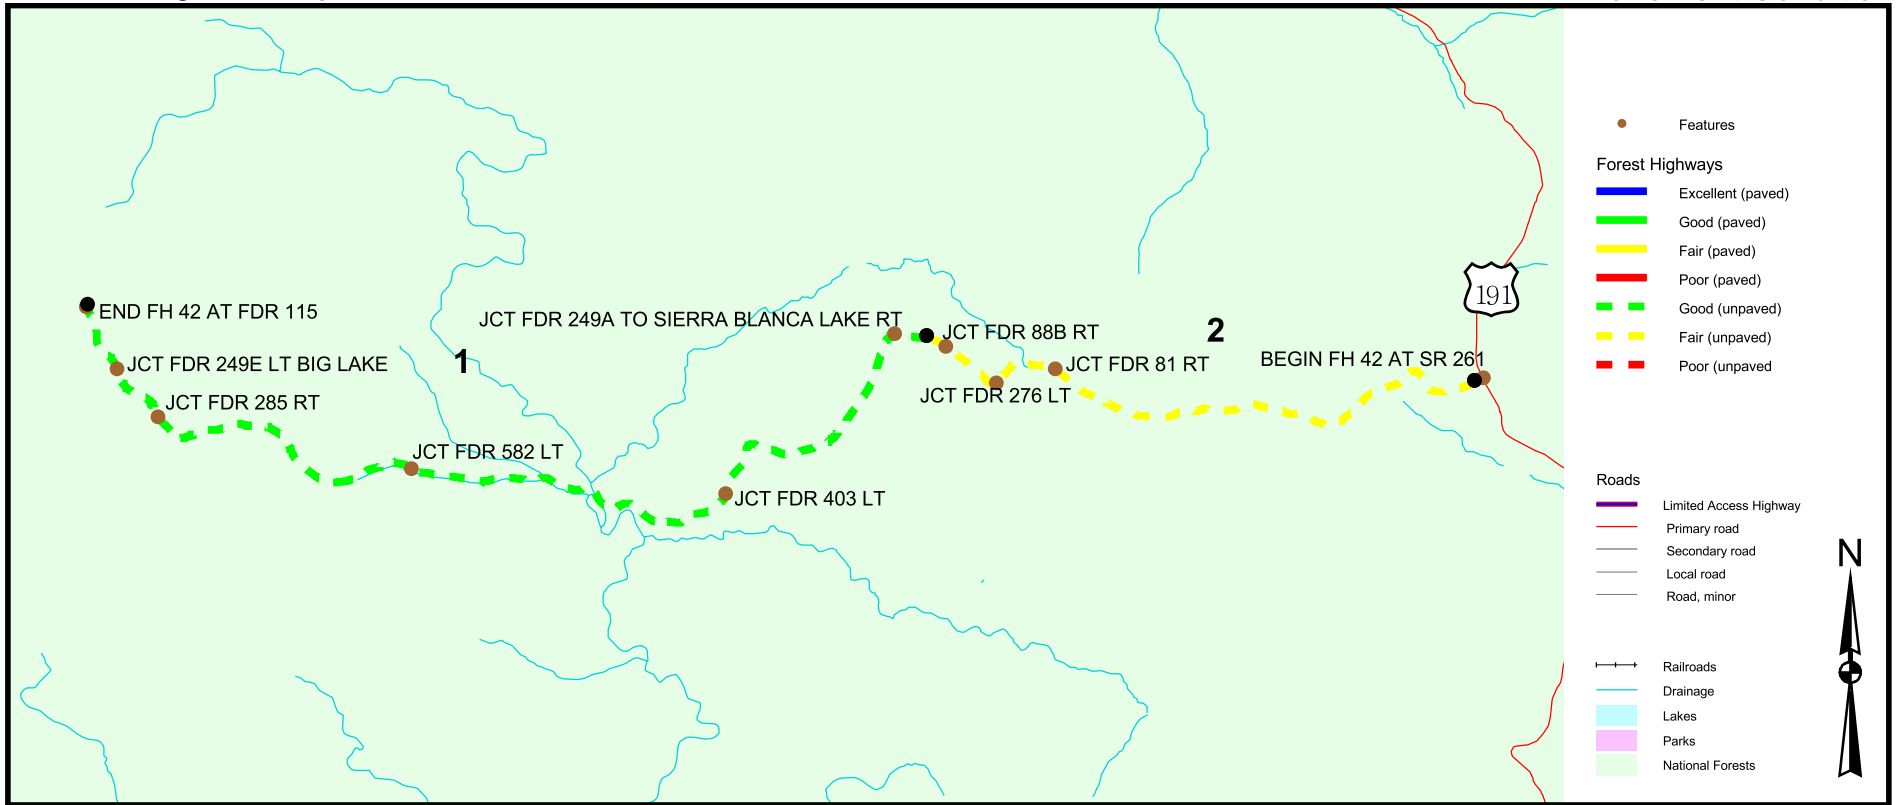 END FH 42 AT FDR 115
JCT FDR 249A TO SIERRA BLANCA LAKE RT
JCT FDR 88B RT
2
191
JCT FDR 249E LT BIG LAKE
1
JCT FDR 81 RT
BEGIN FH 42 AT SR 261
JCT FDR 285 RT
JCT FDR 276 LT
JCT FDR 582 LT
JCT FDR 403 LT
Features
Forest Highways
Excellent (paved)
Good (paved)
Fair (paved)
Poor (paved)
Good (unpaved)
Fair (unpaved)
Poor (unpaved
Roads
Limited Access Highway
Primary road
Secondary road
Local road
Road, minor
N
Railroads
Drainage
Lakes
Parks
National Forests